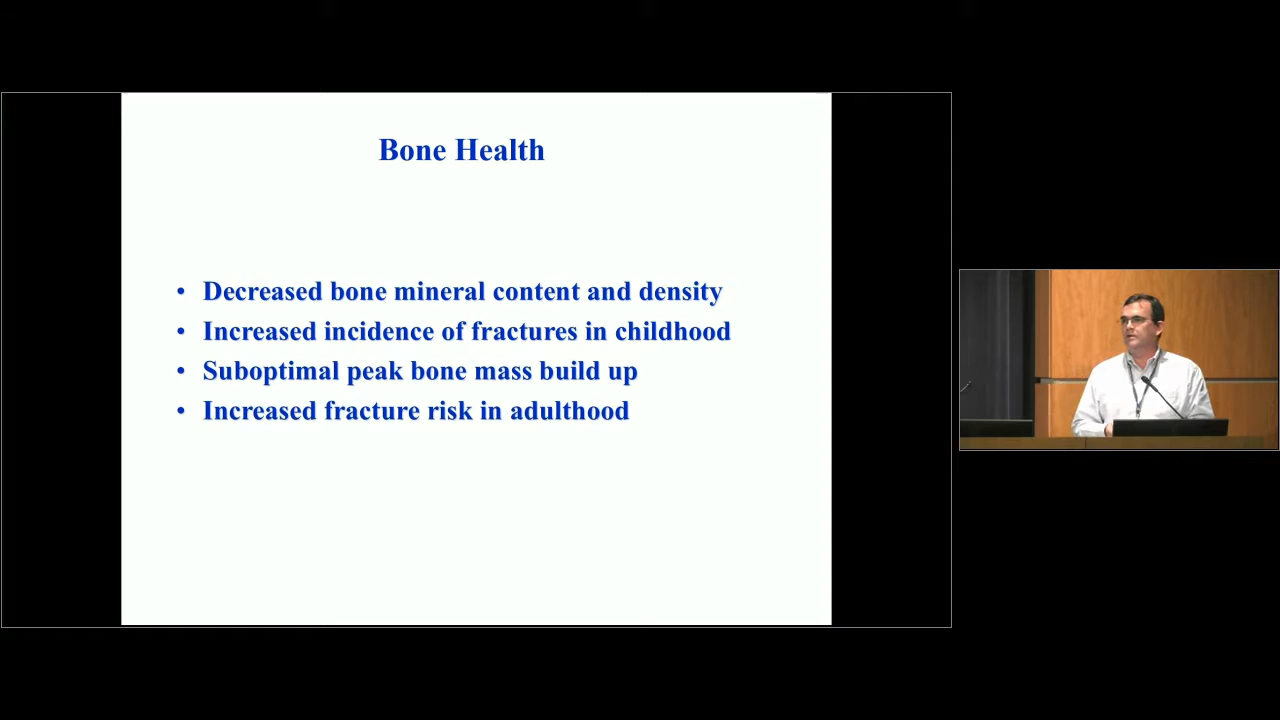 Bone Health
• Decreased bone mineral content and density
• Increased incidence of fractures in childhood
• Suboptimal peak bone mass build up
• Increased fracture risk in adulthood